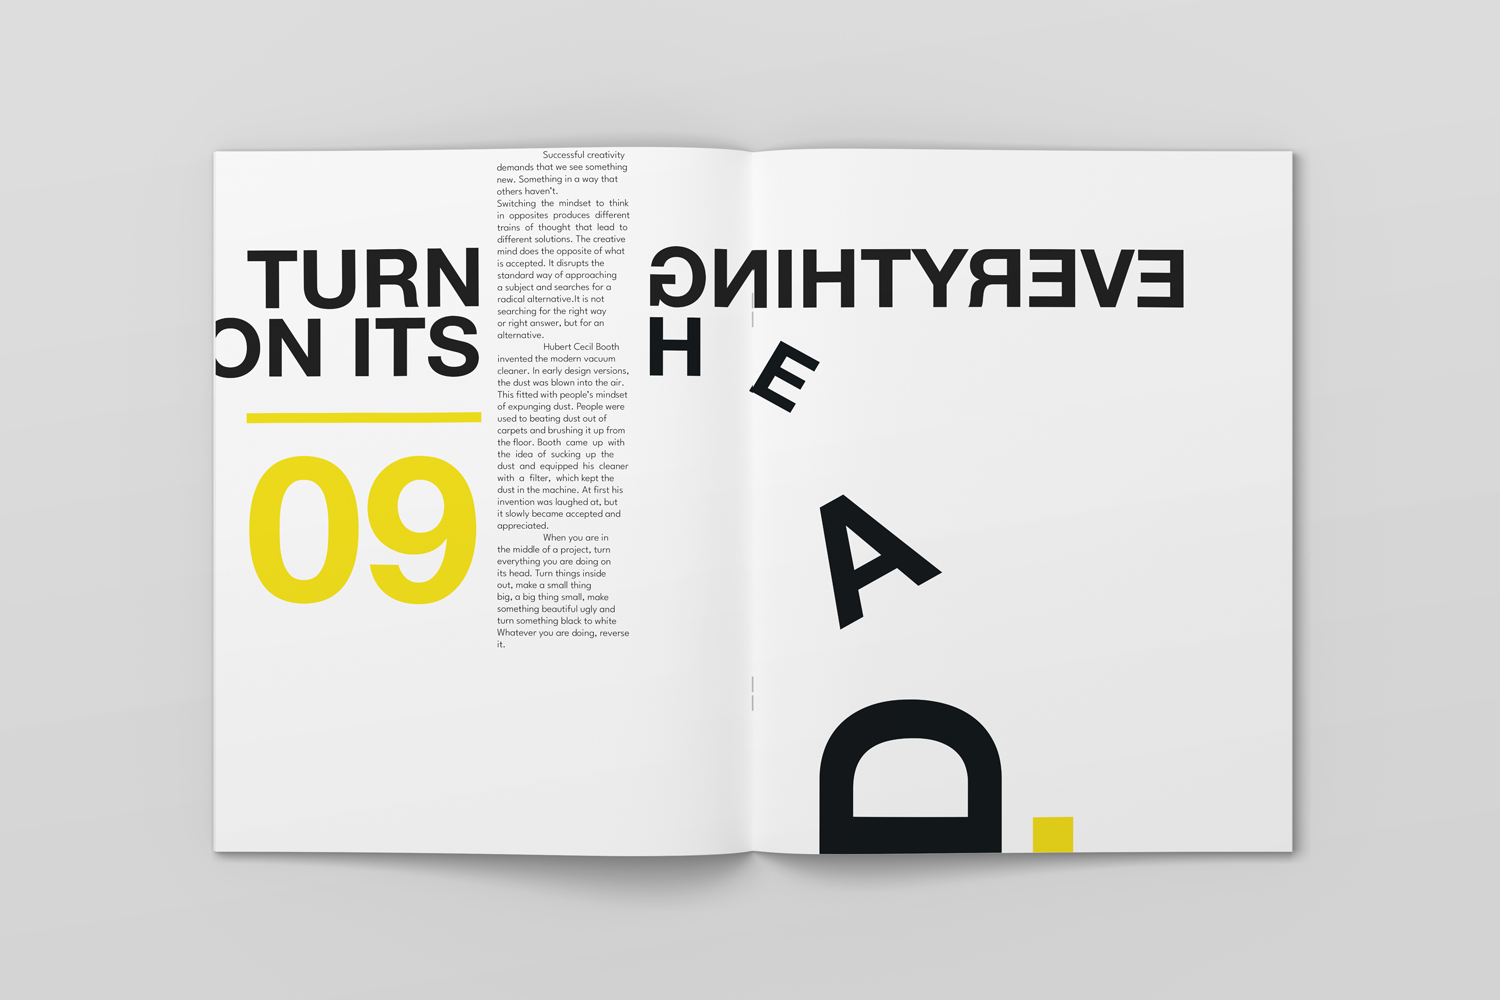 TURN
ON ITS
09
Successful creativity
demands that we see something
new. Something in a way that
others haven't.
Switching the mindset to think
in opposites produces different
trains of thought that lead to
different solutions. The creative
mind does the opposite of what
is accepted. It disrupts the
standard way of approaching
a subject and searches for a
radical alternative.It is not
searching for the right way
or right answer, but for an
alternative.
Hubert Cecil Booth
invented the modern vacuum
cleaner. In early design versions,
the dust was blown into the air.
This fitted with people's mindset
of expunging dust. People were
used to beating dust out of
carpets and brushing it up from
the floor. Booth came up with
the idea of sucking up the
dust and equipped his cleaner
with a filter, which kept the
dust in the machine. At first his
invention was laughed at, but
it slowly became accepted and
appreciated.
When you are in
the middle of a project, turn
everything you are doing on
its head. Turn things inside
out, make a small thing
big, a big thing small, make
something beautiful ugly and
turn something black to white
Whatever you are doing, reverse
it.
EVERYTHING
HEAD.